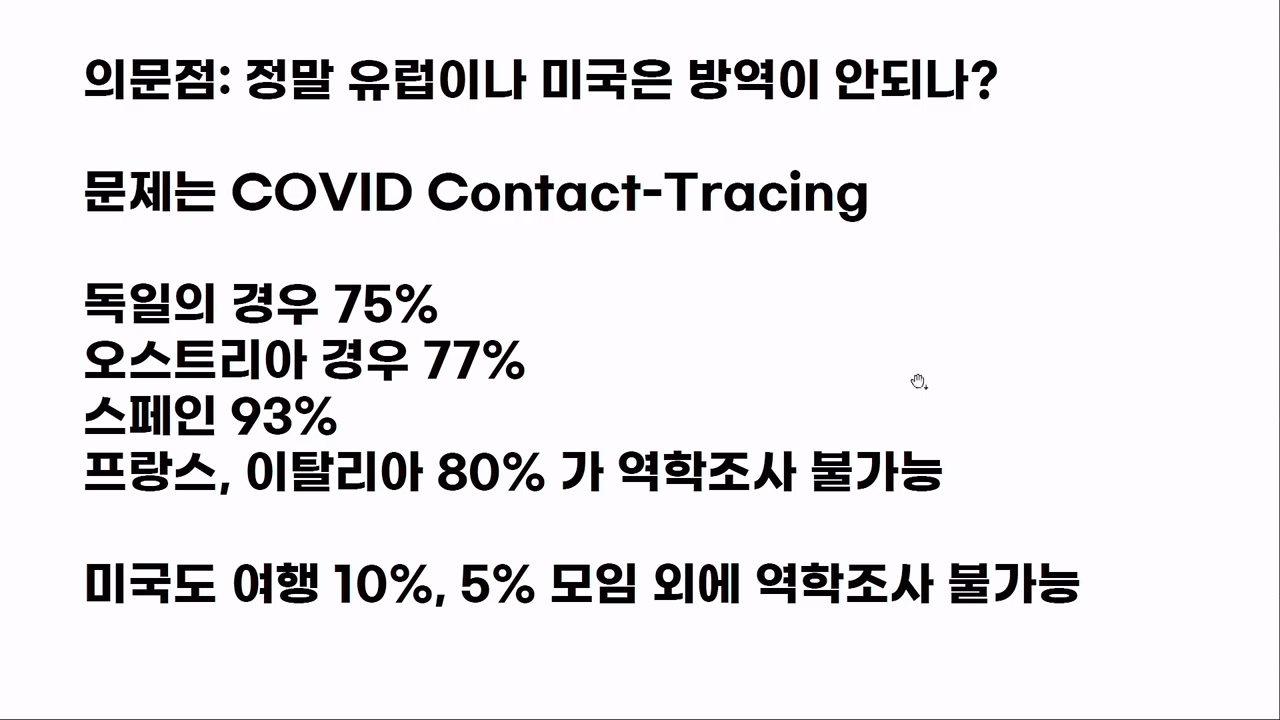 의문점: 정말 유럽이나 미국은 방역이 안되나?
문제는 COVID Contact-Tracing
독일의 경우 75%
오스트리아 경우 77%
스페인 93%
프랑스, 이탈리아 80% 가 역학조사 불가능
미국도 여행 10%, 5% 모임 외에 역학조사 불가능